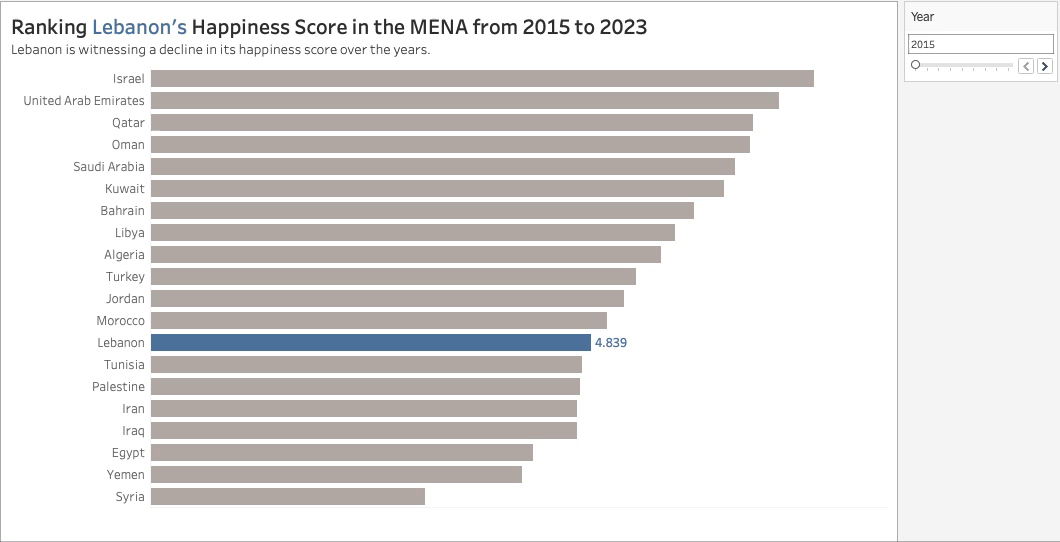 Ranking Lebanon's Happiness Score in the MENA from 2015 to 2023
Lebanon is witnessing a decline in its happiness score over the years.
Year
2015
Israel
United Arab Emirates
Qatar
Oman
Saudi Arabia
Kuwait
Bahrain
Libya
Algeria
Turkey
Jordan
Morocco
Lebanon 4.839
Tunisia
Palestine
Iran
Iraq
Egypt
Yemen
Syria